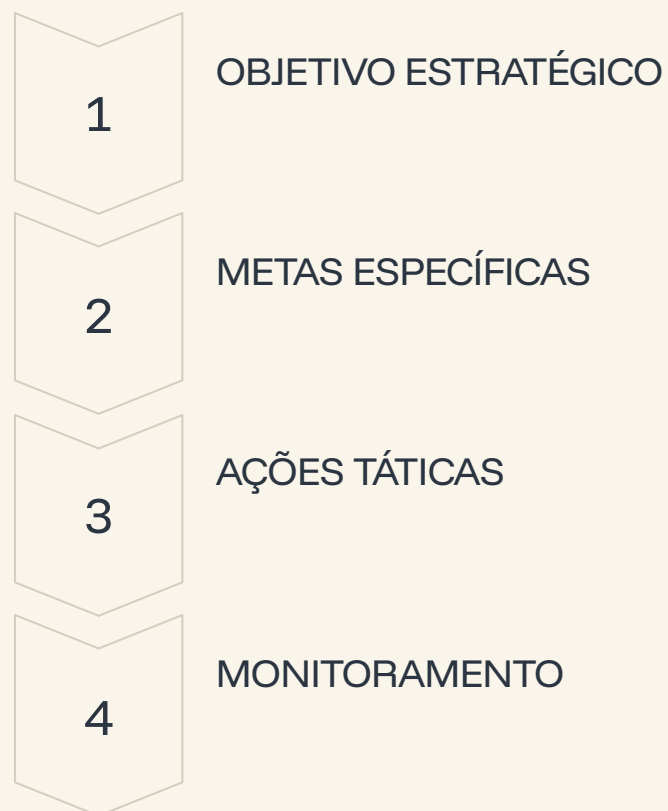 1
OBJETIVO ESTRATÉGICO
2
METAS ESPECÍFICAS
3
AÇÕES TÁTICAS
4
MONITORAMENTO